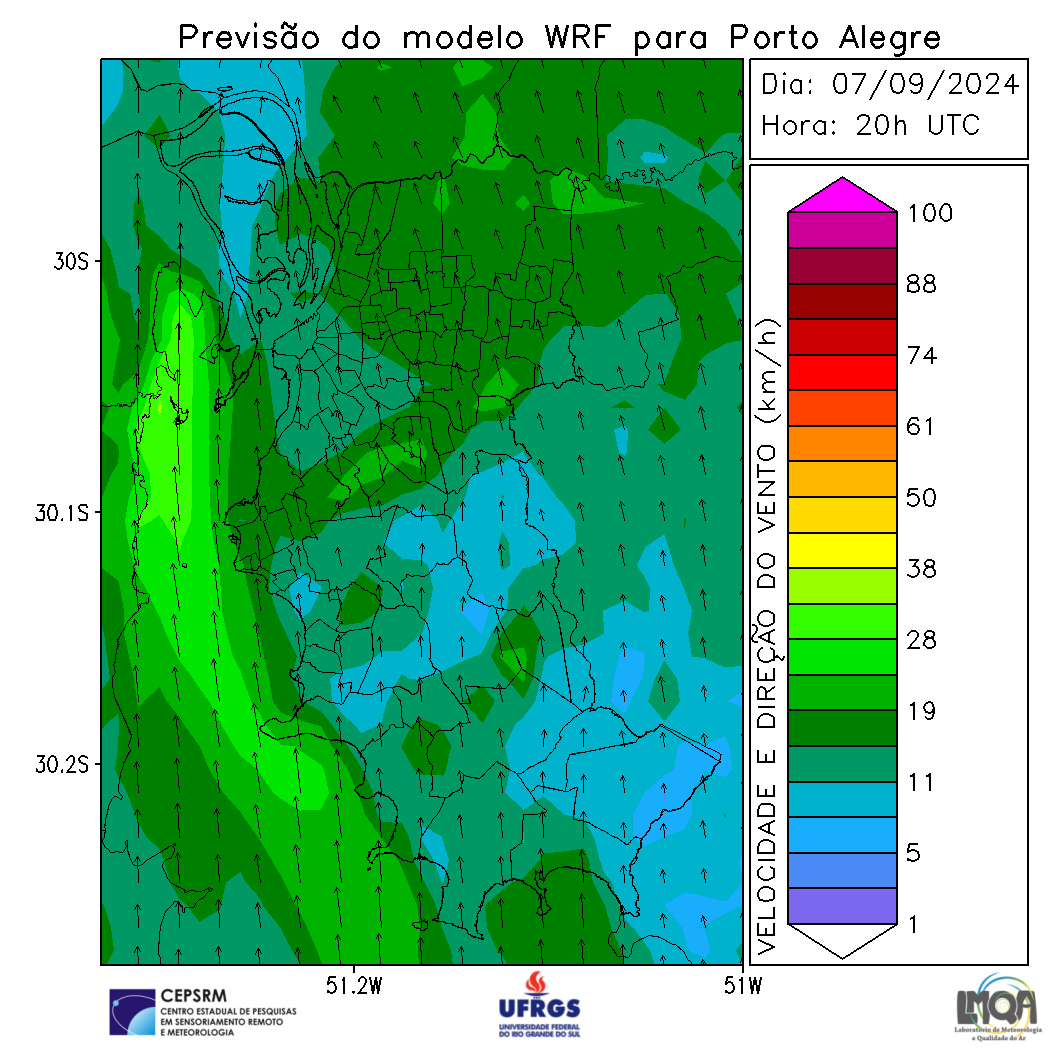 Previsão do modelo WRF para Porto Alegre
Dia: 07/09/2024
Hora: 20h UTC
30S
30.1S
30.2S
51.2W
51W
VELOCIDADE E DIREÇÃO DO VENTO (km/h)
100
88
74
61
50
38
28
19
11
5
1
CEPSRM
CENTRO ESTADUAL DE PESQUISAS
EM SENSORIAMENTO REMOTO
E METEOROLOGIA
UFRGS
UNIVERSIDADE FEDERAL
DO RIO GRANDE DO SUL
LMQA
Laboratório de Meteorologia
e Qualidade do Ar